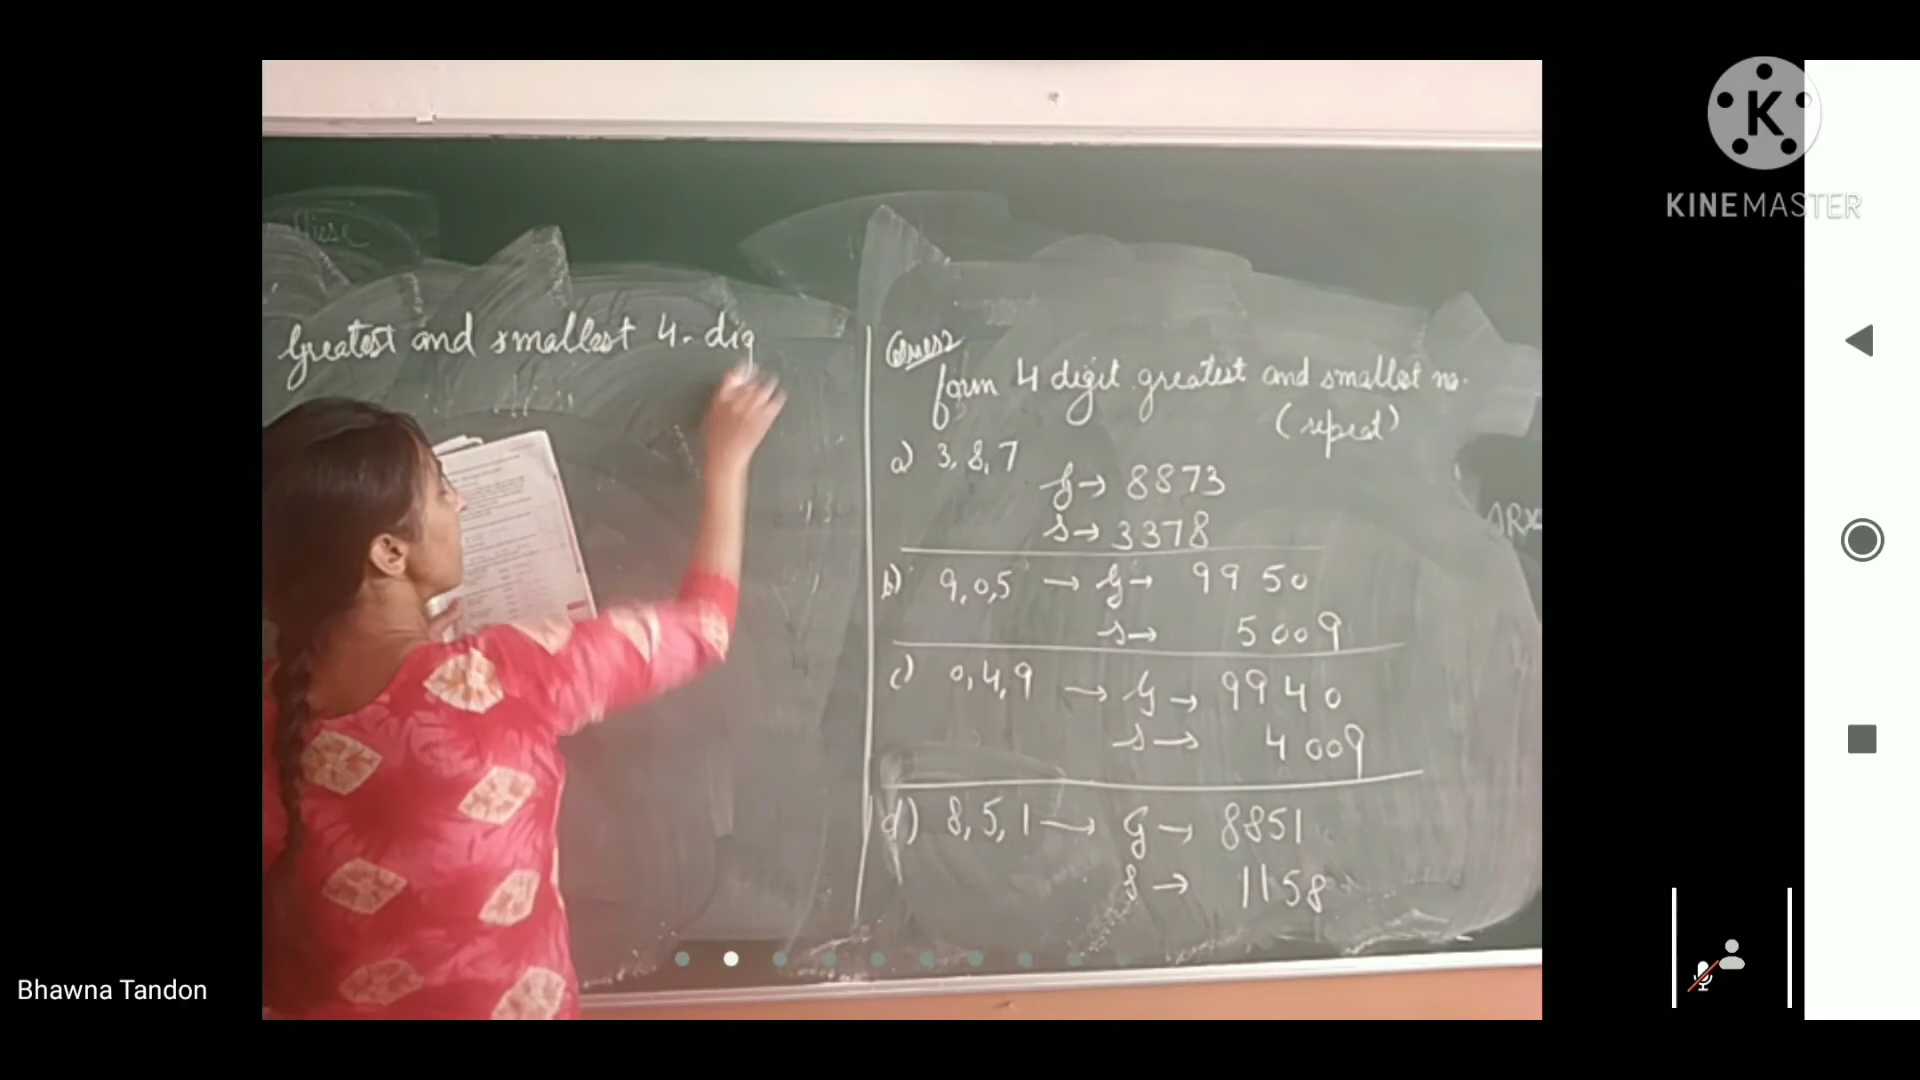 Greatest and smallest 4-dig
Ques2
form 4 digit greatest and smallest no.
(repeat)
a) 3, 8, 7
G→ 8873
s→ 3378
b) 9,0,5 → G→ 9950
s→ 5009
c) 0,4,9 → G→ 9940
s→ 4009
d) 8,5,1 → G→ 8851
s→ 1158
ARX
KINEMASTER
K
Bhawna Tandon